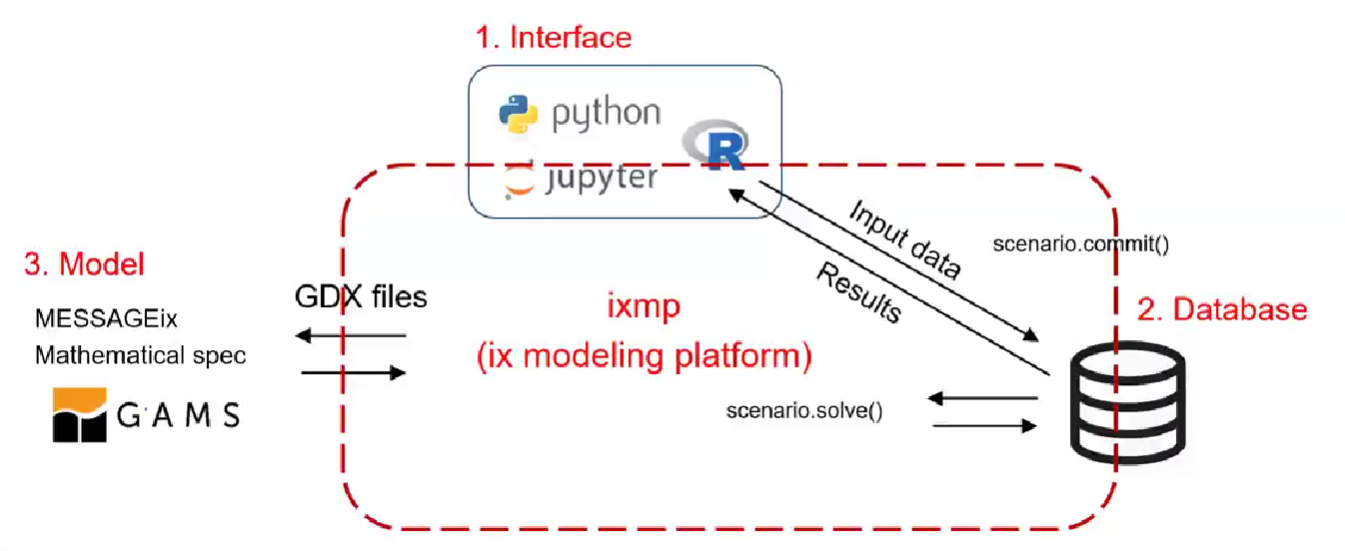 1. Interface
python
R
jupyter
Input data
scenario.commit()
Results
3. Model
MESSAGEix
Mathematical spec
GAMS
GDX files
ixmp
(ix modeling platform)
2. Database
scenario.solve()